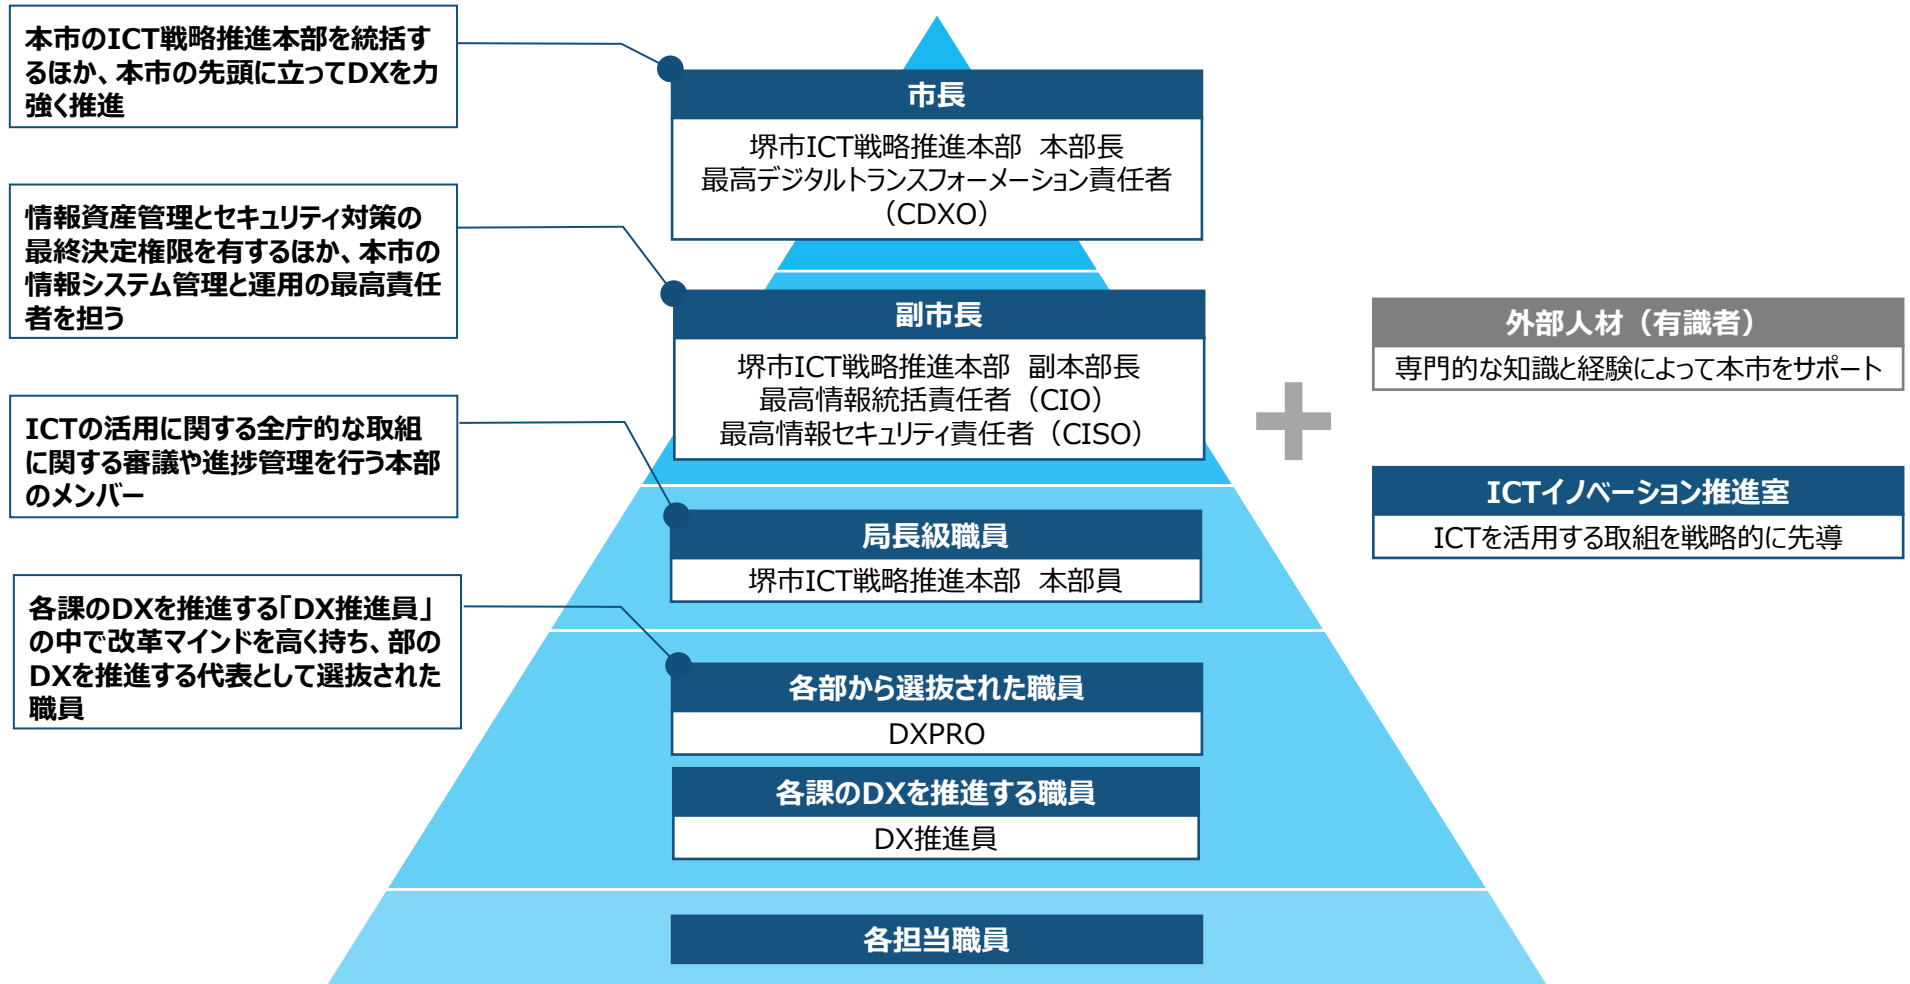 本市のICT戦略推進本部を統括す
るほか、本市の先頭に立ってDXを力
強く推進
市長
堺市ICT戦略推進本部 本部長
最高デジタルトランスフォーメーション責任者
（CDXO）
情報資産管理とセキュリティ対策の
最終決定権限を有するほか、本市の
情報システム管理と運用の最高責任
者を担う
副市長
堺市ICT戦略推進本部 副本部長
最高情報統括責任者（CIO）
最高情報セキュリティ責任者（CISO）
ICTの活用に関する全庁的な取組
に関する審議や進捗管理を行う本部
のメンバー
局長級職員
堺市ICT戦略推進本部 本部員
各課のDXを推進する「DX推進員」
の中で改革マインドを高く持ち、部の
DXを推進する代表として選抜された
職員
各部から選抜された職員
DXPRO
各課のDXを推進する職員
DX推進員
各担当職員
外部人材（有識者）
専門的な知識と経験によって本市をサポート
ICTイノベーション推進室
ICTを活用する取組を戦略的に先導